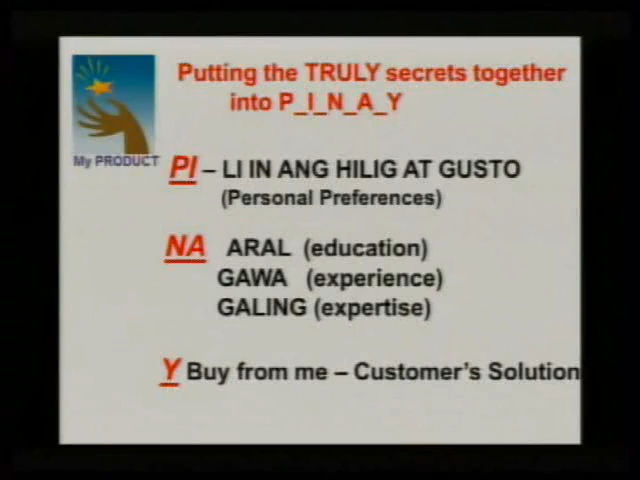 Putting the TRULY secrets together
into P_I_N_A_Y
My PRODUCT
PI – LI IN ANG HILIG AT GUSTO
(Personal Preferences)
NA ARAL (education)
GAWA (experience)
GALING (expertise)
Y Buy from me – Customer's Solution